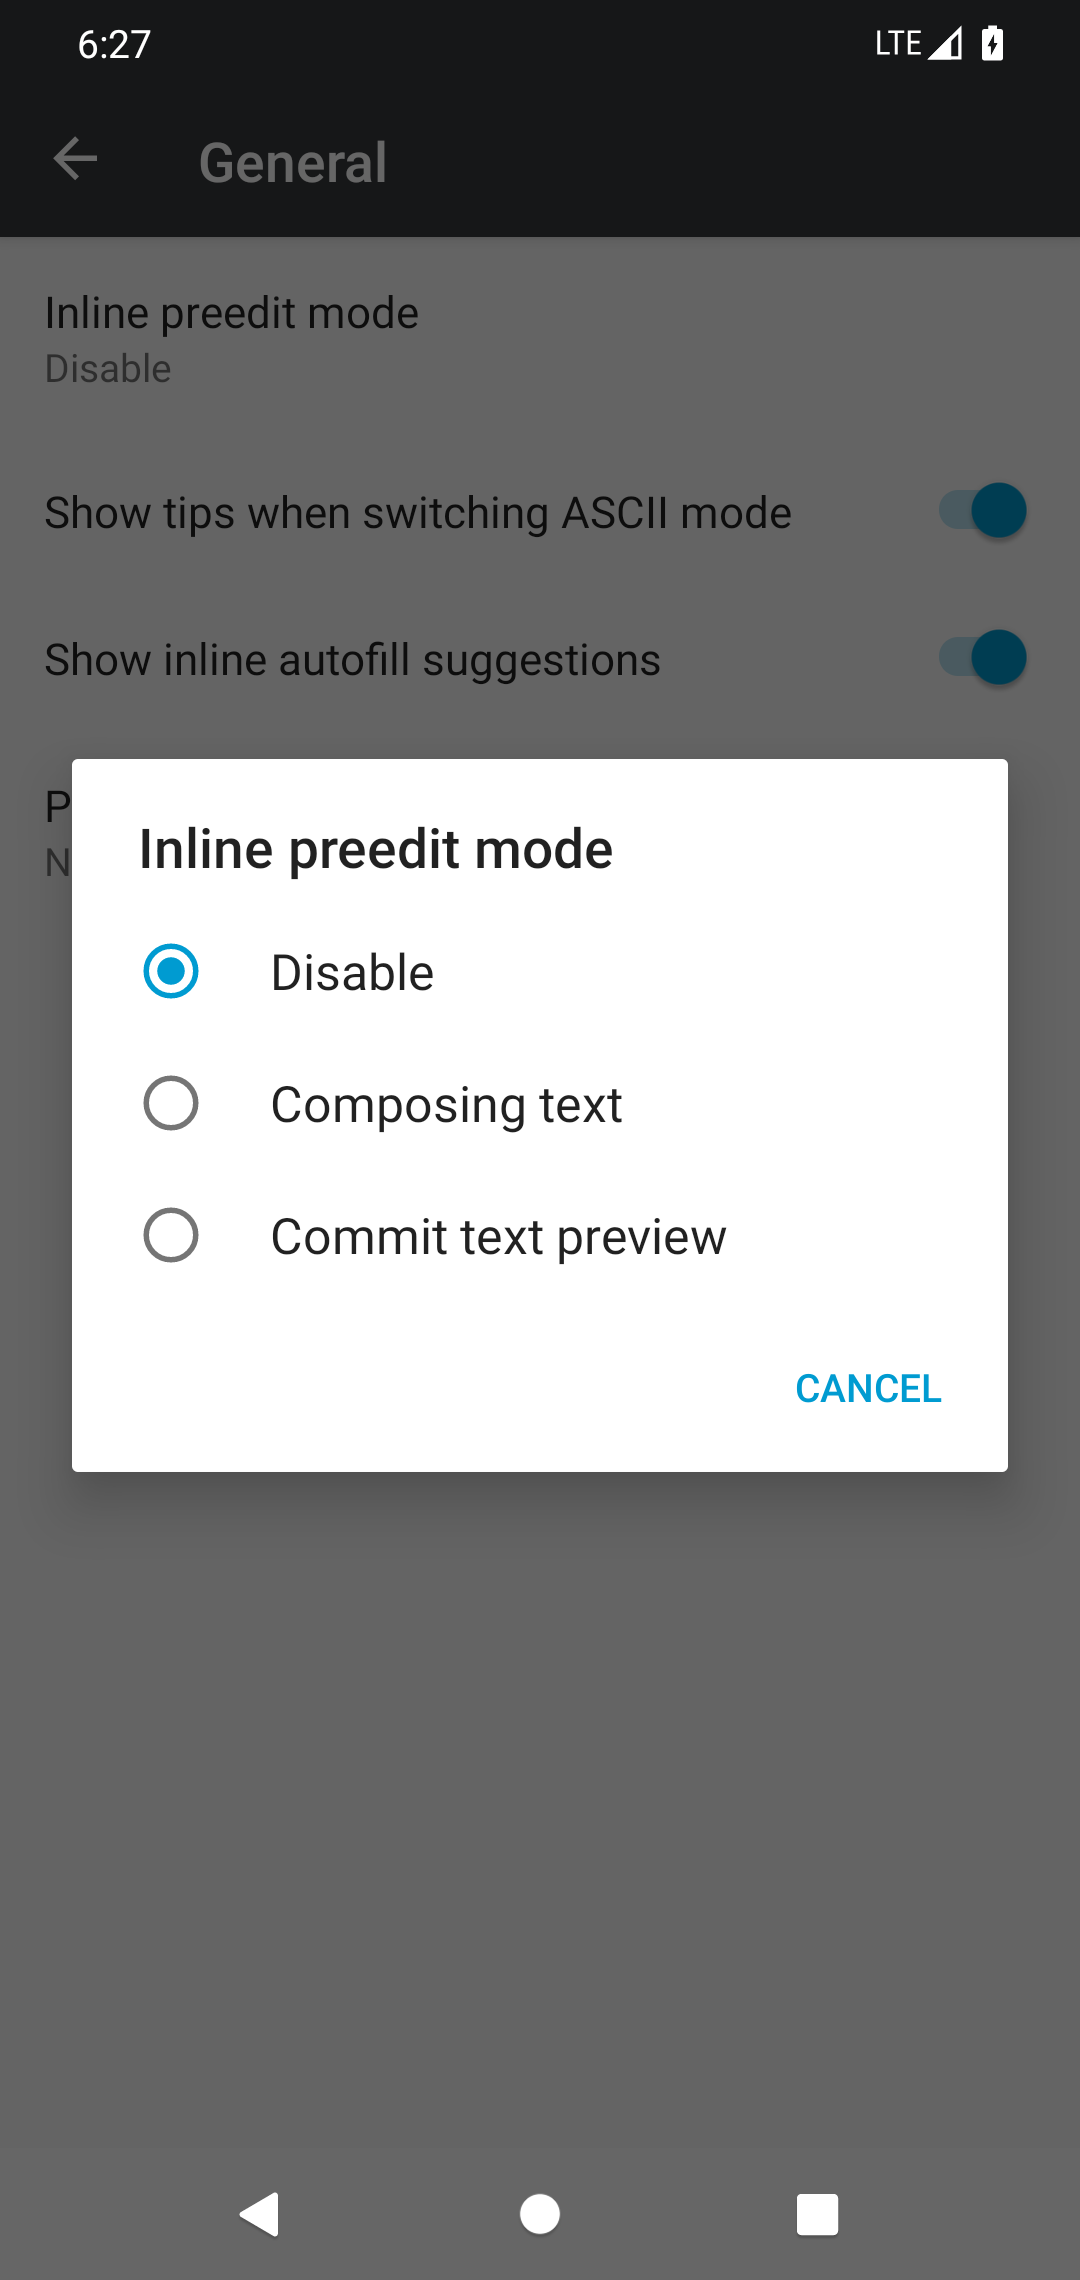 6:27
LTE
General
Inline preedit mode
Disable
Show tips when switching ASCII mode
Show inline autofill suggestions
Inline preedit mode
Disable
Composing text
Commit text preview
CANCEL